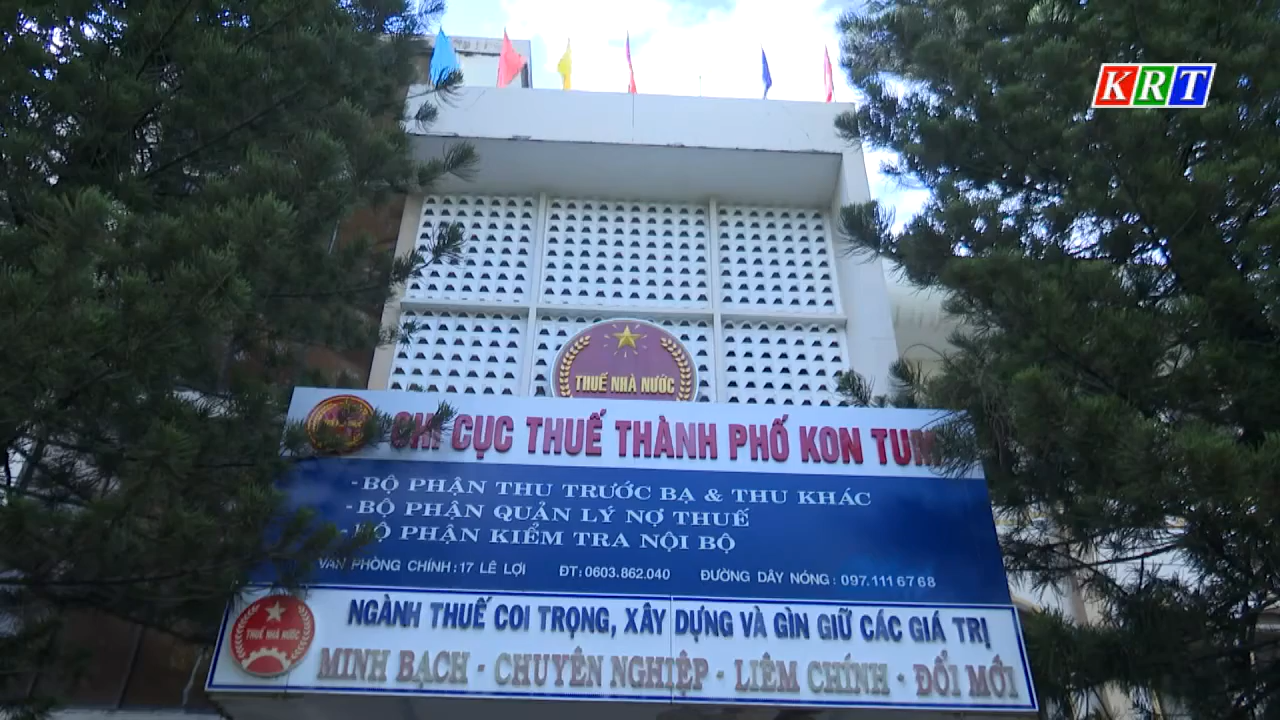 KRT
THUẾ NHÀ NƯỚC
CHI CỤC THUẾ THÀNH PHỐ KON TUM
-BỘ PHẬN THU TRƯỚC BẠ & THU KHÁC
-BỘ PHẬN QUẢN LÝ NỢ THUẾ
-BỘ PHẬN KIỂM TRA NỘI BỘ
VĂN PHÒNG CHÍNH:17 LÊ LỢI ĐT:0603.862.040 ĐƯỜNG DÂY NÓNG: 097.111 67 68
NGÀNH THUẾ COI TRỌNG, XÂY DỰNG VÀ GÌN GIỮ CÁC GIÁ TRỊ
THUẾ NHÀ NƯỚC
MINH BẠCH - CHUYÊN NGHIỆP - LIÊM CHÍNH - ĐỔI MỚI